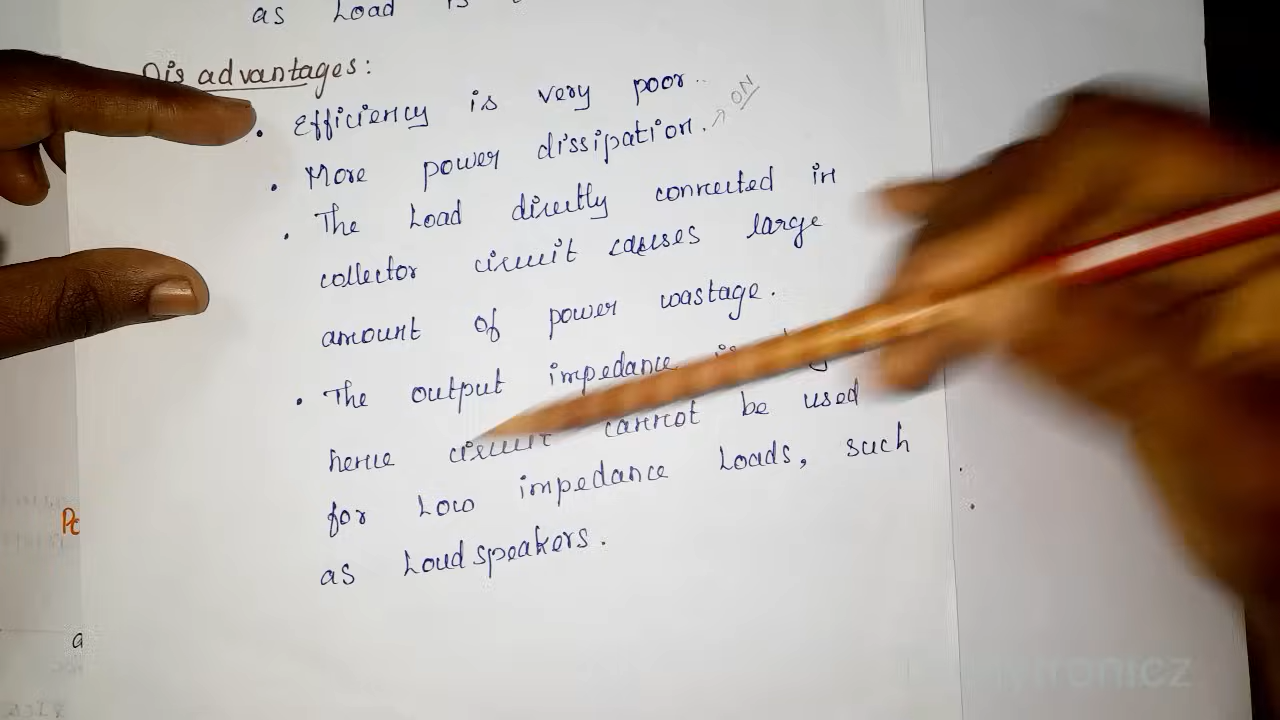 as Load is
Disadvantages:
• Efficiency is very poor..
• More power dissipation. → ON
• The Load directly connected in
collector circuit causes large
amount of power wastage.
• The output impedance is
hence circuit cannot be used
for Low impedance Loads, such
as Loudspeakers.